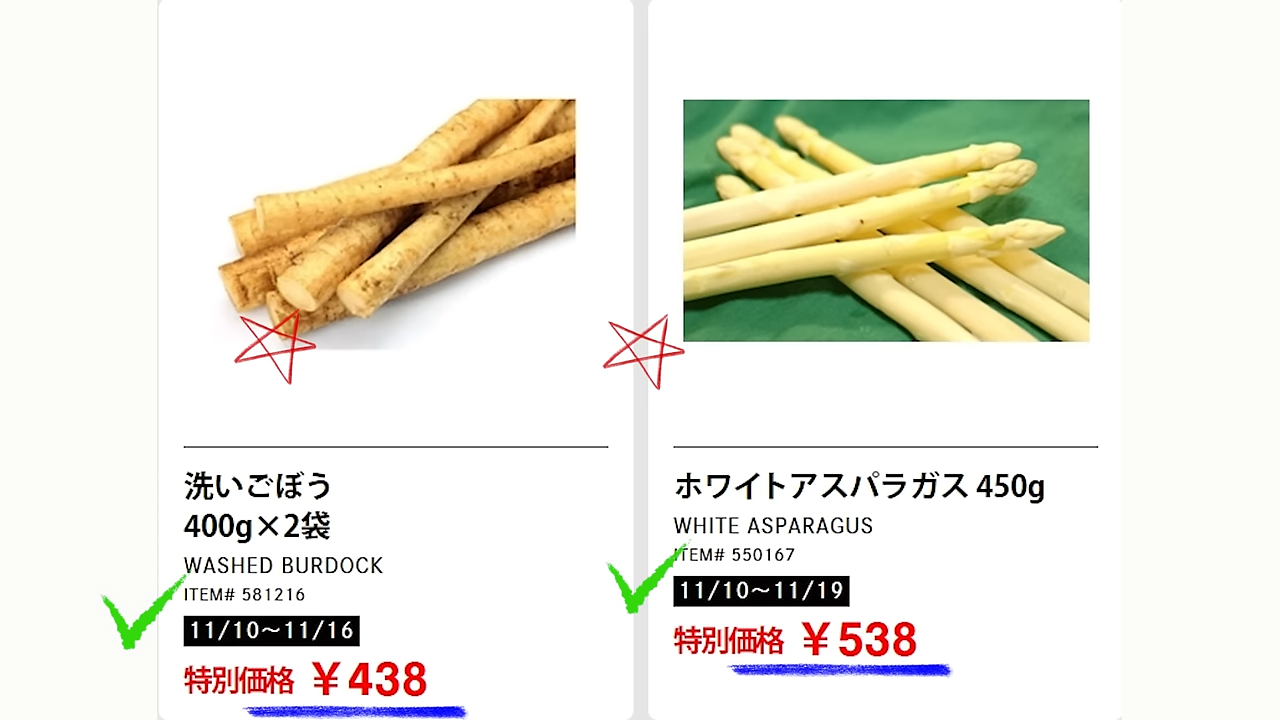 洗いごぼう
400g×2袋
WASHED BURDOCK
ITEM# 581216
11/10～11/16
特別価格 ￥438
ホワイトアスパラガス 450g
WHITE ASPARAGUS
ITEM# 550167
11/10～11/19
特別価格 ￥538